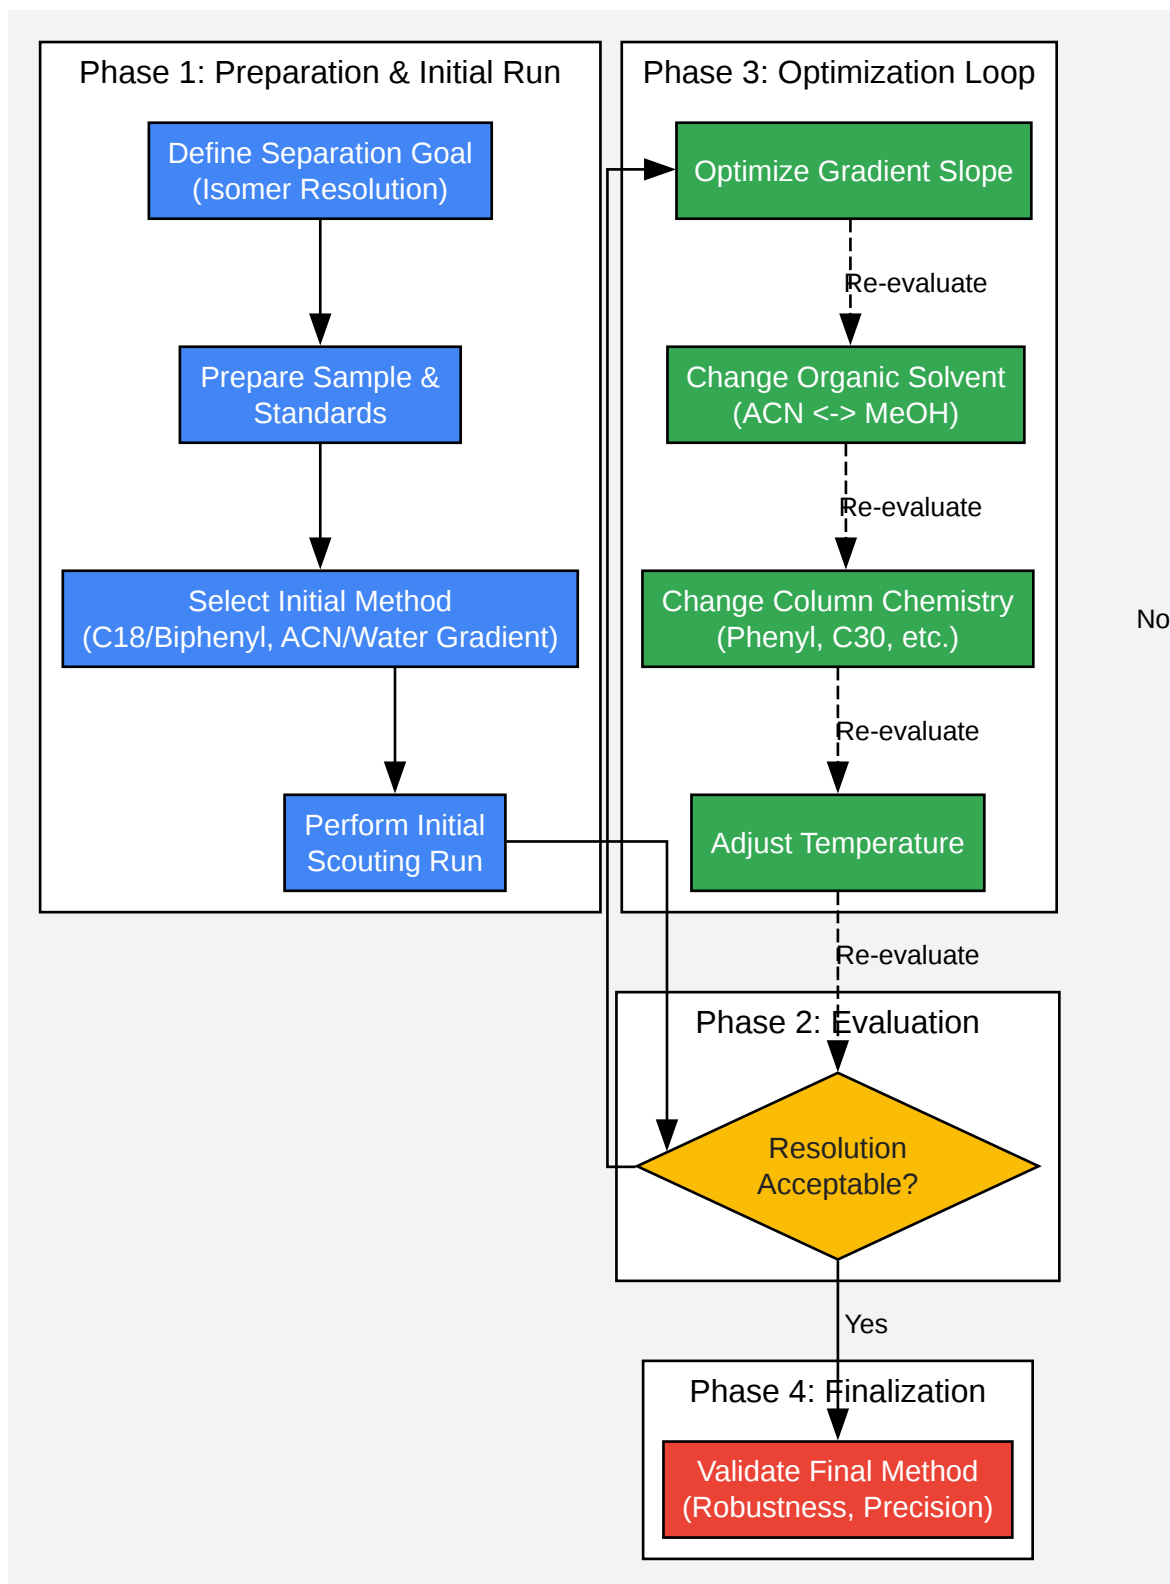 Phase 1: Preparation & Initial Run
Define Separation Goal
(Isomer Resolution)
Prepare Sample &
Standards
Select Initial Method
(C18/Biphenyl, ACN/Water Gradient)
Perform Initial
Scouting Run
Phase 3: Optimization Loop
Optimize Gradient Slope
Re-evaluate
Change Organic Solvent
(ACN <-> MeOH)
Re-evaluate
Change Column Chemistry
(Phenyl, C30, etc.)
Re-evaluate
Adjust Temperature
Re-evaluate
No
Phase 2: Evaluation
Resolution
Acceptable?
Yes
Phase 4: Finalization
Validate Final Method
(Robustness, Precision)